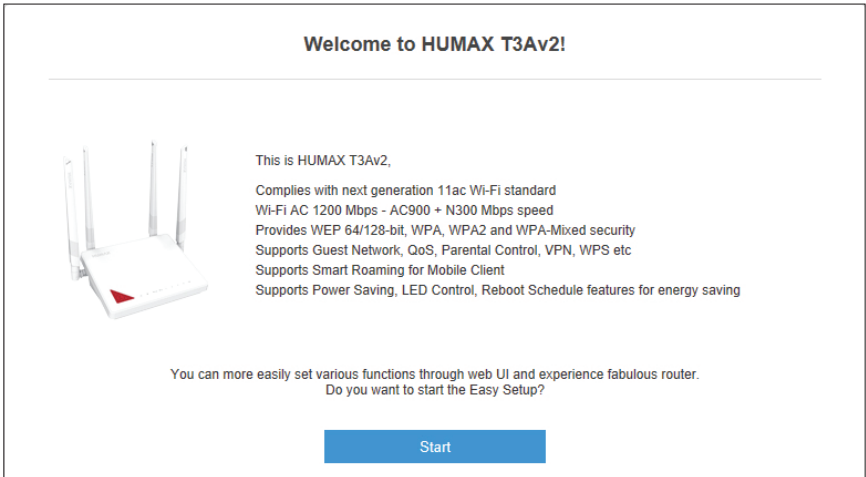 Welcome to HUMAX T3Av2!
This is HUMAX T3Av2,
Complies with next generation 11ac Wi-Fi standard
Wi-Fi AC 1200 Mbps - AC900 + N300 Mbps speed
Provides WEP 64/128-bit, WPA, WPA2 and WPA-Mixed security
Supports Guest Network, QoS, Parental Control, VPN, WPS etc
Supports Smart Roaming for Mobile Client
Supports Power Saving, LED Control, Reboot Schedule features for energy saving
You can more easily set various functions through web UI and experience fabulous router.
Do you want to start the Easy Setup?
Start